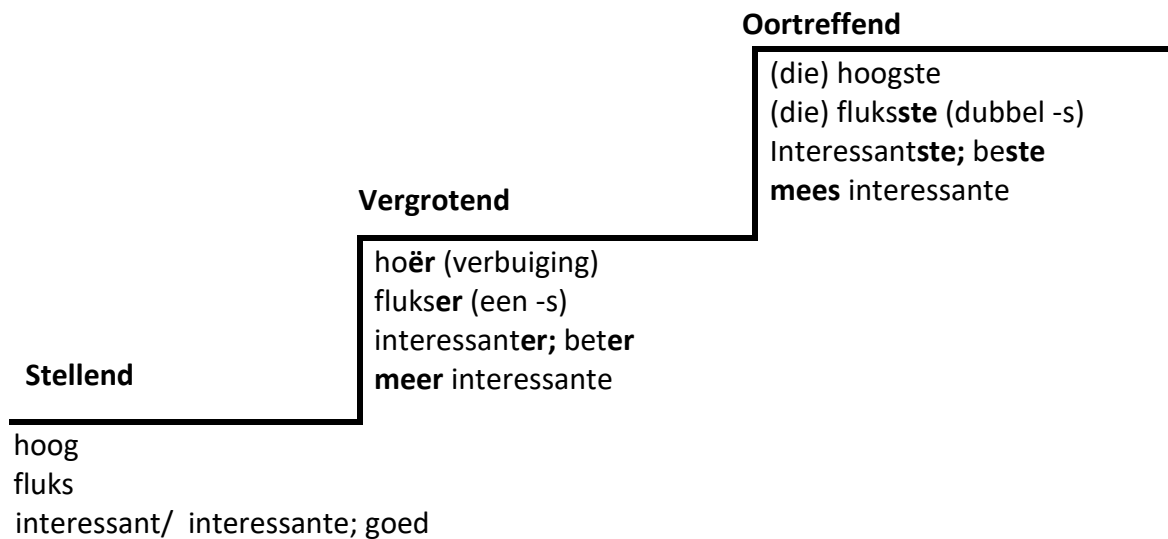 Oortreffend
(die) hoogste
(die) fluksste (dubbel -s)
Interessantste; beste
mees interessante
Vergrotend
hoër (verbuiging)
flukser (een -s)
interessanter; beter
meer interessante
Stellend
hoog
fluks
interessant/ interessante; goed